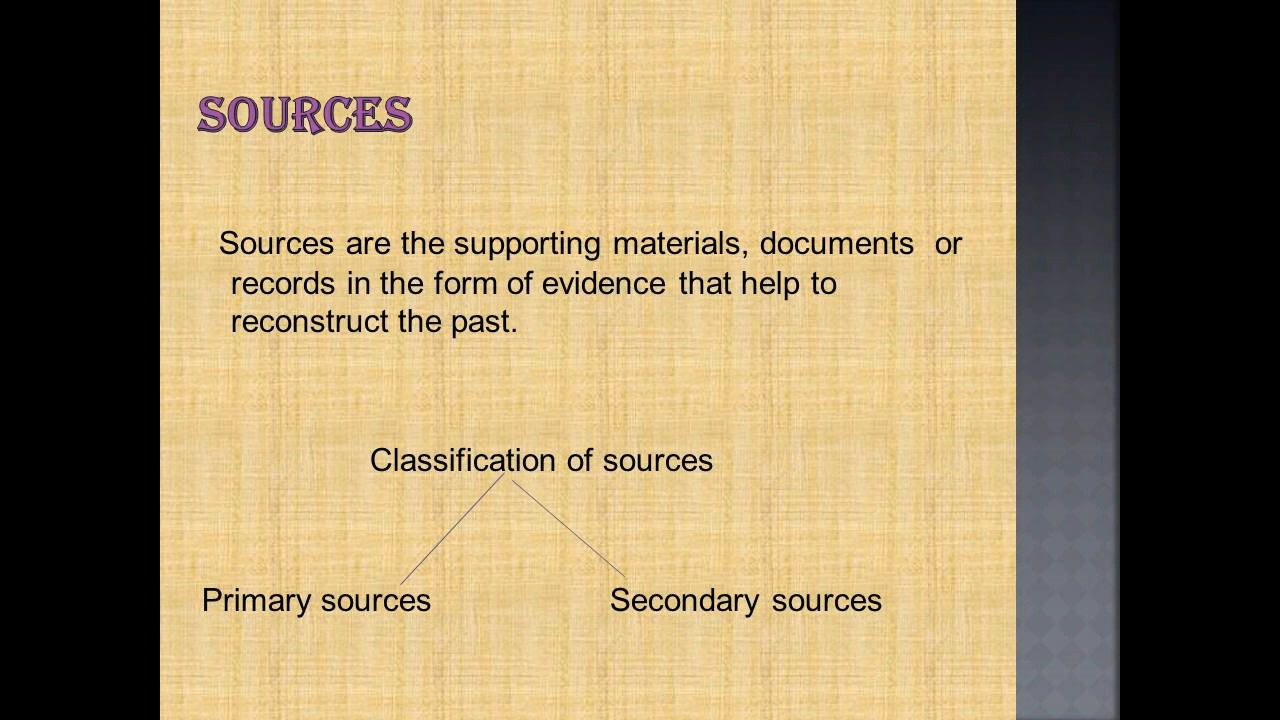 SOURCES
Sources are the supporting materials, documents or
records in the form of evidence that help to
reconstruct the past.
Classification of sources
Primary sources Secondary sources